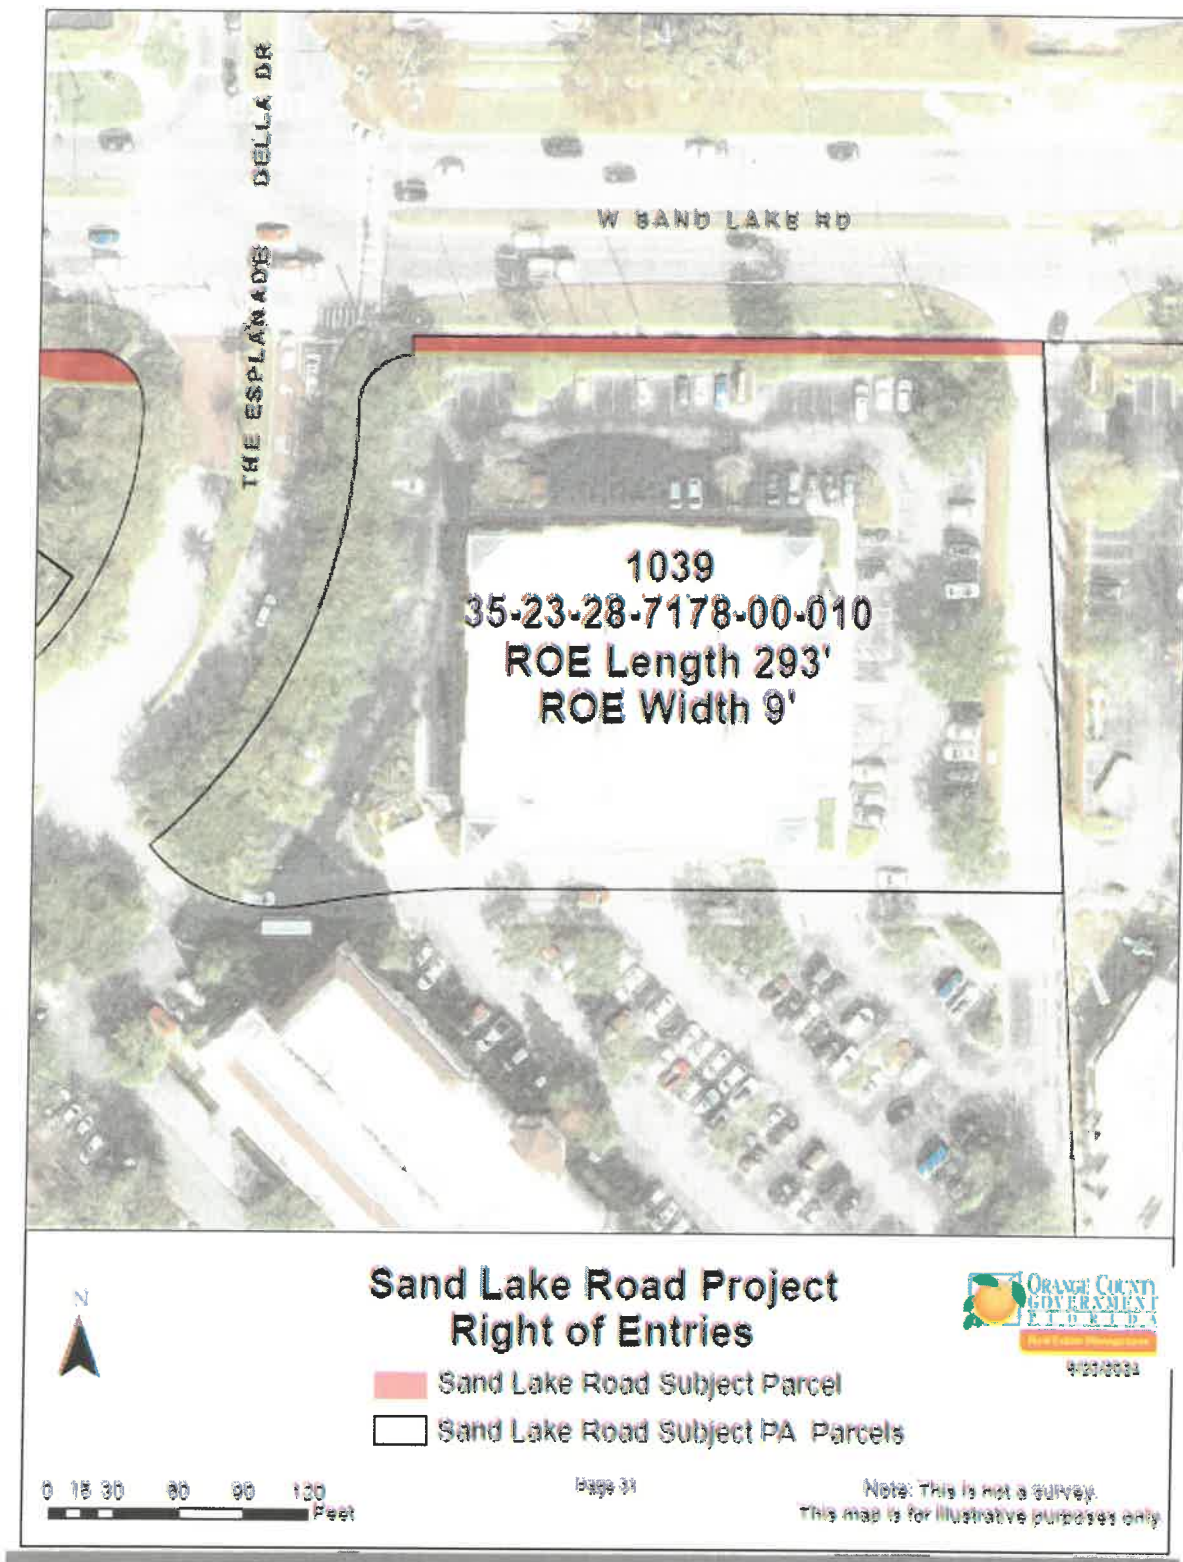 THE ESPLANADE DELLA DR
W SAND LAKE RD
1039
35-23-28-7178-00-010
ROE Length 293'
ROE Width 9'
Sand Lake Road Project
Right of Entries
N
ORANGE COUNTY
GOVERNMENT
FLORIDA
Real Estate Management
Sand Lake Road Subject Parcel
Sand Lake Road Subject PA Parcels
0 15 30 60 90 120
Feet
Page 31
Note: This is not a survey.
This map is for illustrative purposes only.